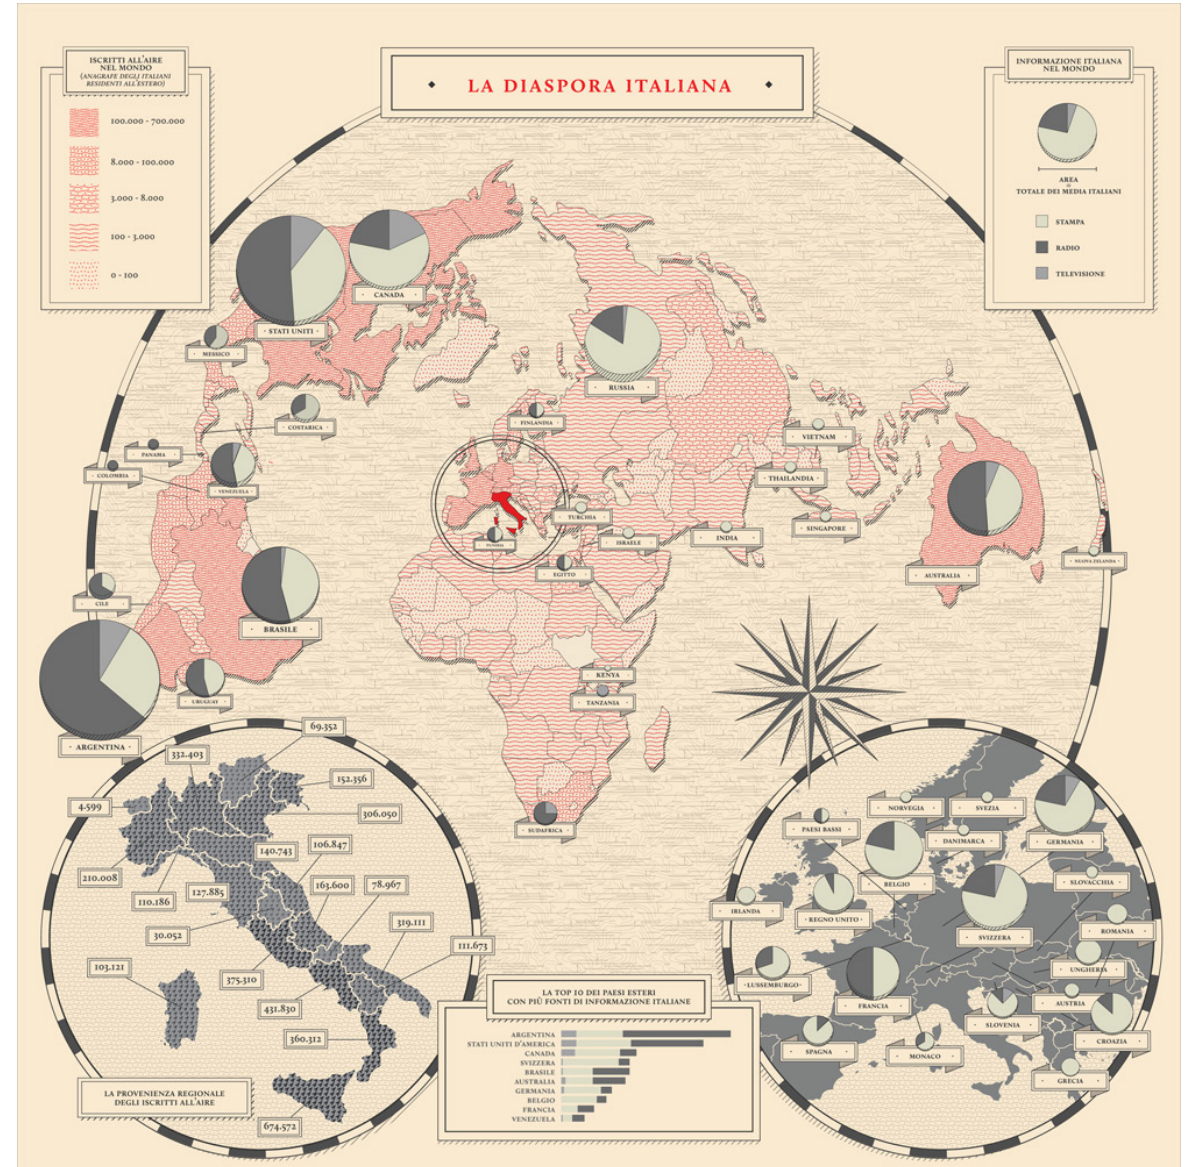 ISCRITTI ALL'AIRE
NEL MONDO
(ANAGRAFE DEGLI ITALIANI
RESIDENTI ALL'ESTERO)
100.000 - 700.000
8.000 - 100.000
3.000 - 8.000
100 - 3.000
0 - 100
LA DIASPORA ITALIANA
INFORMAZIONE ITALIANA
NEL MONDO
AREA
O
TOTALE DEI MEDIA ITALIANI
STAMPA
RADIO
TELEVISIONE
CANADA
STATI UNITI
MESSICO
RUSSIA
COSTARICA
FINLANDIA
PANAMA
VIETNAM
COLOMBIA
VENEZUELA
THAILANDIA
TURCHIA
SINGAPORE
TUNISIA
ISRAELE
INDIA
NUOVA ZELANDA
EGITTO
AUSTRALIA
CILE
BRASILE
KENYA
URUGUAY
TANZANIA
ARGENTINA
SUDAFRICA
69.352
332.403
152.356
4.599
306.050
106.847
140.743
210.008
127.885
163.600
78.967
110.186
319.111
30.052
111.673
103.121
375.310
431.830
360.312
LA PROVENIENZA REGIONALE
DEGLI ISCRITTI ALL'AIRE
674.572
LA TOP 10 DEI PAESI ESTERI
CON PIÙ FONTI DI INFORMAZIONE ITALIANE
ARGENTINA
STATI UNITI D'AMERICA
CANADA
SVIZZERA
BRASILE
AUSTRALIA
GERMANIA
BELGIO
FRANCIA
VENEZUELA
NORVEGIA
SVEZIA
PAESI BASSI
DANIMARCA
GERMANIA
BELGIO
SLOVACCHIA
IRLANDA
REGNO UNITO
SVIZZERA
ROMANIA
UNGHERIA
LUSSEMBURGO
FRANCIA
AUSTRIA
SLOVENIA
CROAZIA
SPAGNA
MONACO
GRECIA